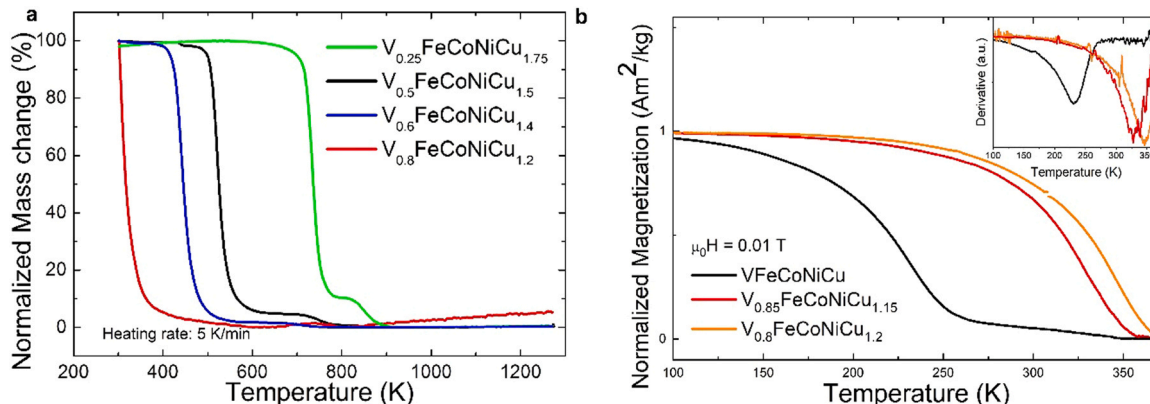 a
Normalized Mass change (%)
100
80
60
40
20
0
V0.25FeCoNiCu1.75
V0.5FeCoNiCu1.5
V0.6FeCoNiCu1.4
V0.8FeCoNiCu1.2
Heating rate: 5 K/min
200 400 600 800 1000 1200
Temperature (K)
b
Normalized Magnetization (Am2/kg)
1
0
Derivative (a.u.)
100 150 200 250 300 35
Temperature (K)
μ0H = 0.01 T
VFeCoNiCu
V0.85FeCoNiCu1.15
V0.8FeCoNiCu1.2
100 150 200 250 300 350
Temperature (K)